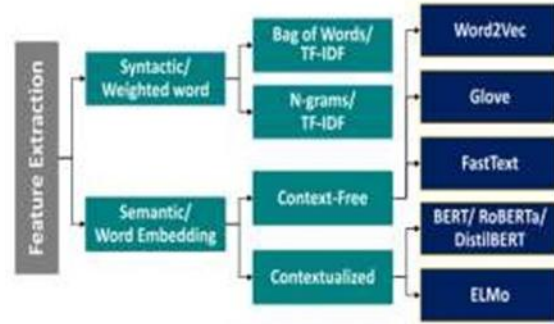 Feature Extraction
Syntactic/
Weighted word
Semantic/
Word Embedding
Bag of Words/
TF-IDF
N-grams/
TF-IDF
Context-Free
Contextualized
Word2Vec
Glove
FastText
BERT/ RoBERTa/
DistilBERT
ELMo